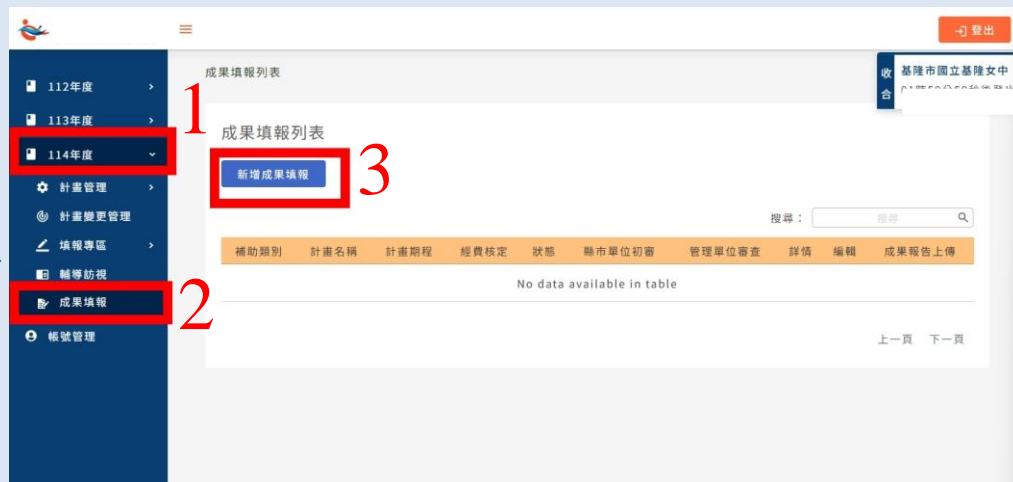 登出
成果填報列表
收合
基隆市國立基隆女中
112年度
113年度
114年度
計畫管理
計畫變更管理
填報專區
輔導訪視
成果填報
帳號管理
1
2
3
成果填報列表
新增成果填報
搜尋：
搜尋
補助類別 計畫名稱 計畫期程 經費核定 狀態 縣市單位初審 管理單位審查 詳情 編輯 成果報告上傳
No data available in table
上一頁 下一頁